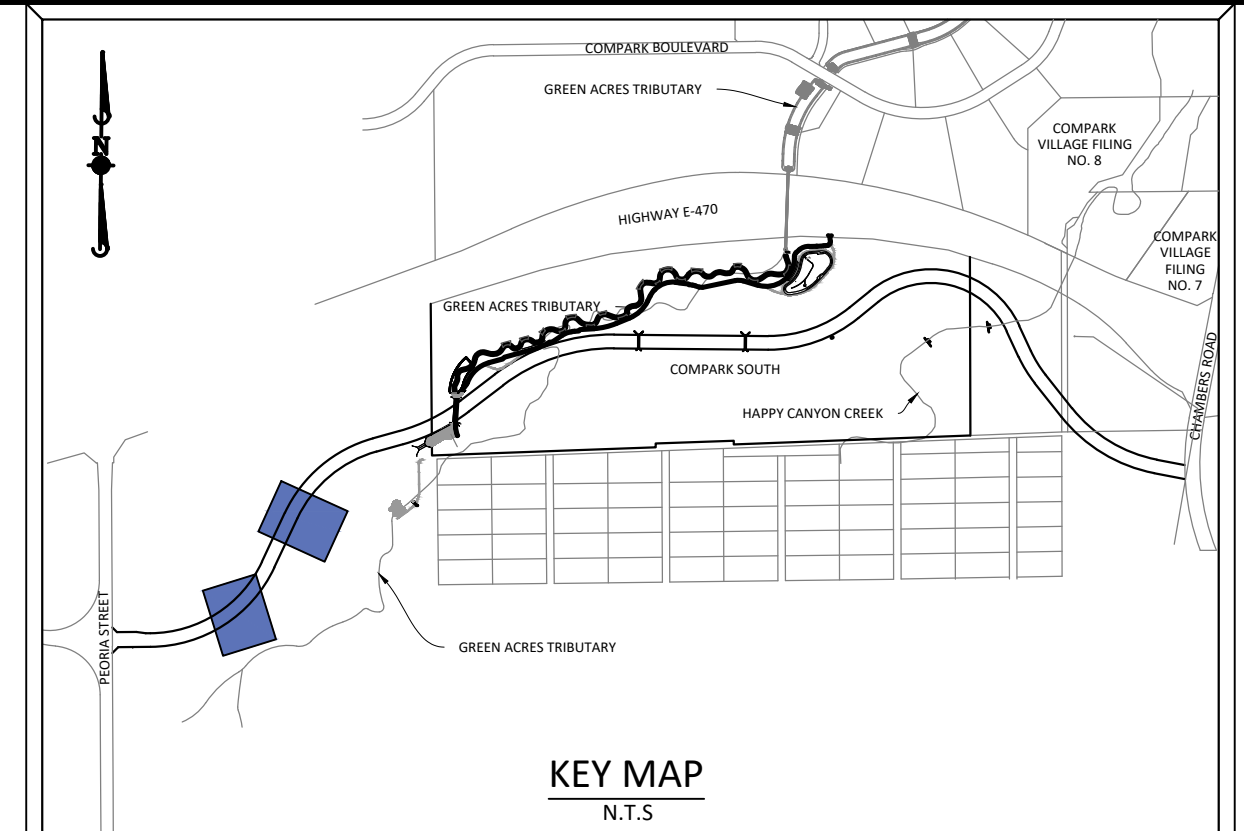 COMPARK BOULEVARD
GREEN ACRES TRIBUTARY
COMPARK
VILLAGE FILING
NO. 8
N
HIGHWAY E-470
COMPARK
VILLAGE
FILING
NO. 7
GREEN ACRES TRIBUTARY
COMPARK SOUTH
CHAMBERS ROAD
HAPPY CANYON CREEK
PEORIA STREET
GREEN ACRES TRIBUTARY
KEY MAP
N.T.S